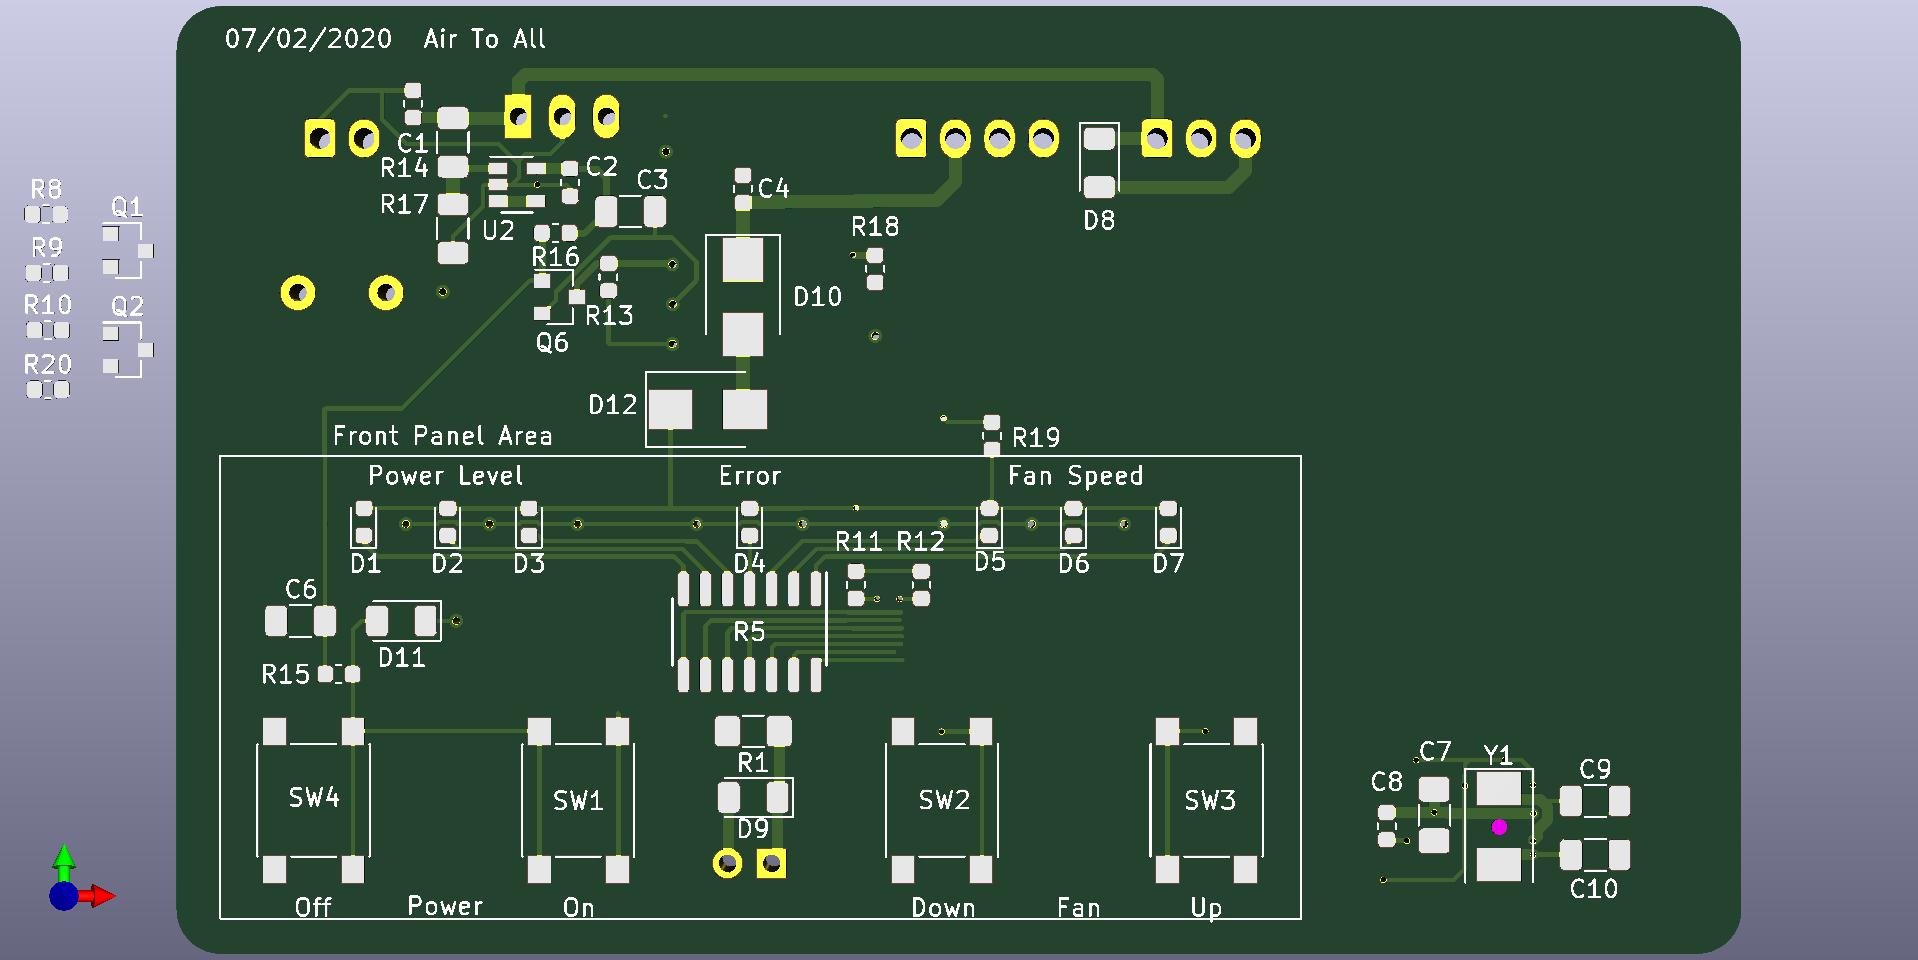 07/02/2020 Air To All
C1
R14
C2
R17
C3
C4
U2
R16
R18
D8
R8
Q1
R9
R10
Q2
R20
R13
D10
Q6
D12
R19
Front Panel Area
Power Level Error Fan Speed
R11 R12
D1 D2 D3 D4 D5 D6 D7
C6
R5
D11
R15
R1
SW4 SW1 SW2 SW3
D9
C7 Y1
C8 C9
C10
Off Power On Down Fan Up